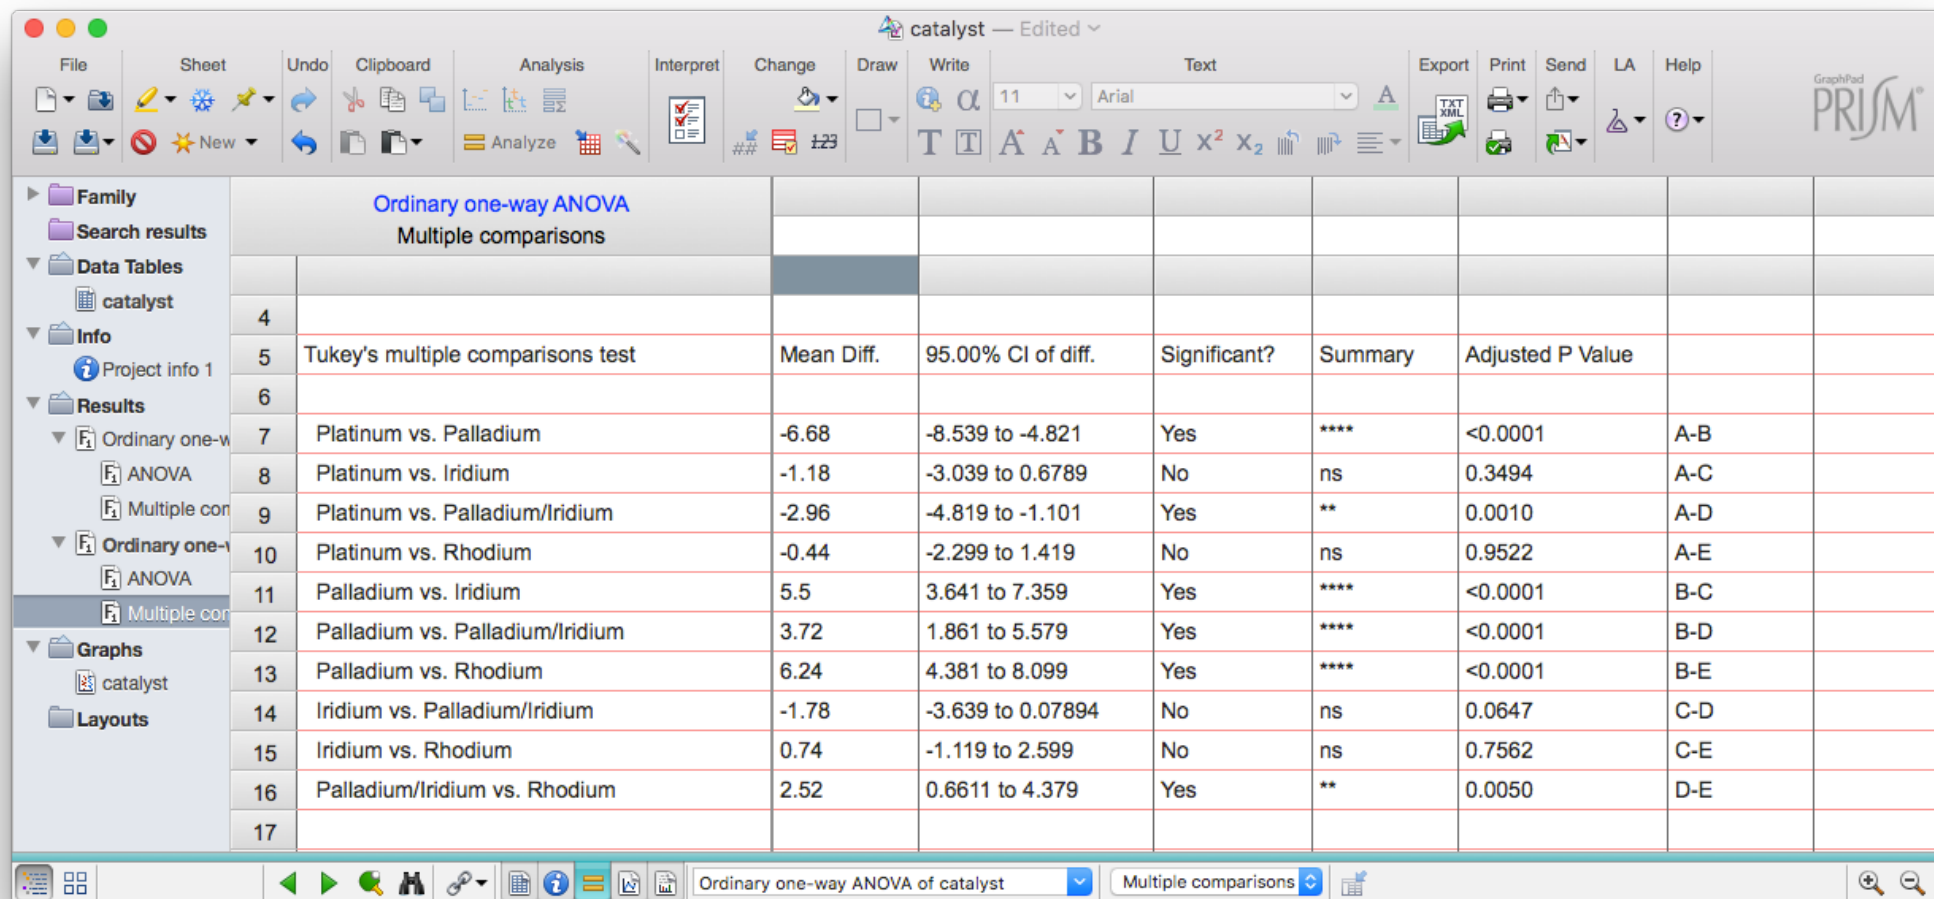 catalyst — Edited
File Sheet Undo Clipboard Analysis Interpret Change Draw Write Text Export Print Send LA Help
11 Arial A
TXT
XML
GraphPad
PRISM
New Analyze 123 T T A A B I U X² X₂
Family
Search results
Data Tables
catalyst
Info
Project info 1
Results
Ordinary one-w
ANOVA
Multiple con
Ordinary one-
ANOVA
Multiple con
Graphs
catalyst
Layouts
Ordinary one-way ANOVA
Multiple comparisons
4
5 Tukey's multiple comparisons test Mean Diff. 95.00% CI of diff. Significant? Summary Adjusted P Value
6
7 Platinum vs. Palladium -6.68 -8.539 to -4.821 Yes **** <0.0001 A-B
8 Platinum vs. Iridium -1.18 -3.039 to 0.6789 No ns 0.3494 A-C
9 Platinum vs. Palladium/Iridium -2.96 -4.819 to -1.101 Yes ** 0.0010 A-D
10 Platinum vs. Rhodium -0.44 -2.299 to 1.419 No ns 0.9522 A-E
11 Palladium vs. Iridium 5.5 3.641 to 7.359 Yes **** <0.0001 B-C
12 Palladium vs. Palladium/Iridium 3.72 1.861 to 5.579 Yes **** <0.0001 B-D
13 Palladium vs. Rhodium 6.24 4.381 to 8.099 Yes **** <0.0001 B-E
14 Iridium vs. Palladium/Iridium -1.78 -3.639 to 0.07894 No ns 0.0647 C-D
15 Iridium vs. Rhodium 0.74 -1.119 to 2.599 No ns 0.7562 C-E
16 Palladium/Iridium vs. Rhodium 2.52 0.6611 to 4.379 Yes ** 0.0050 D-E
17
Ordinary one-way ANOVA of catalyst Multiple comparisons